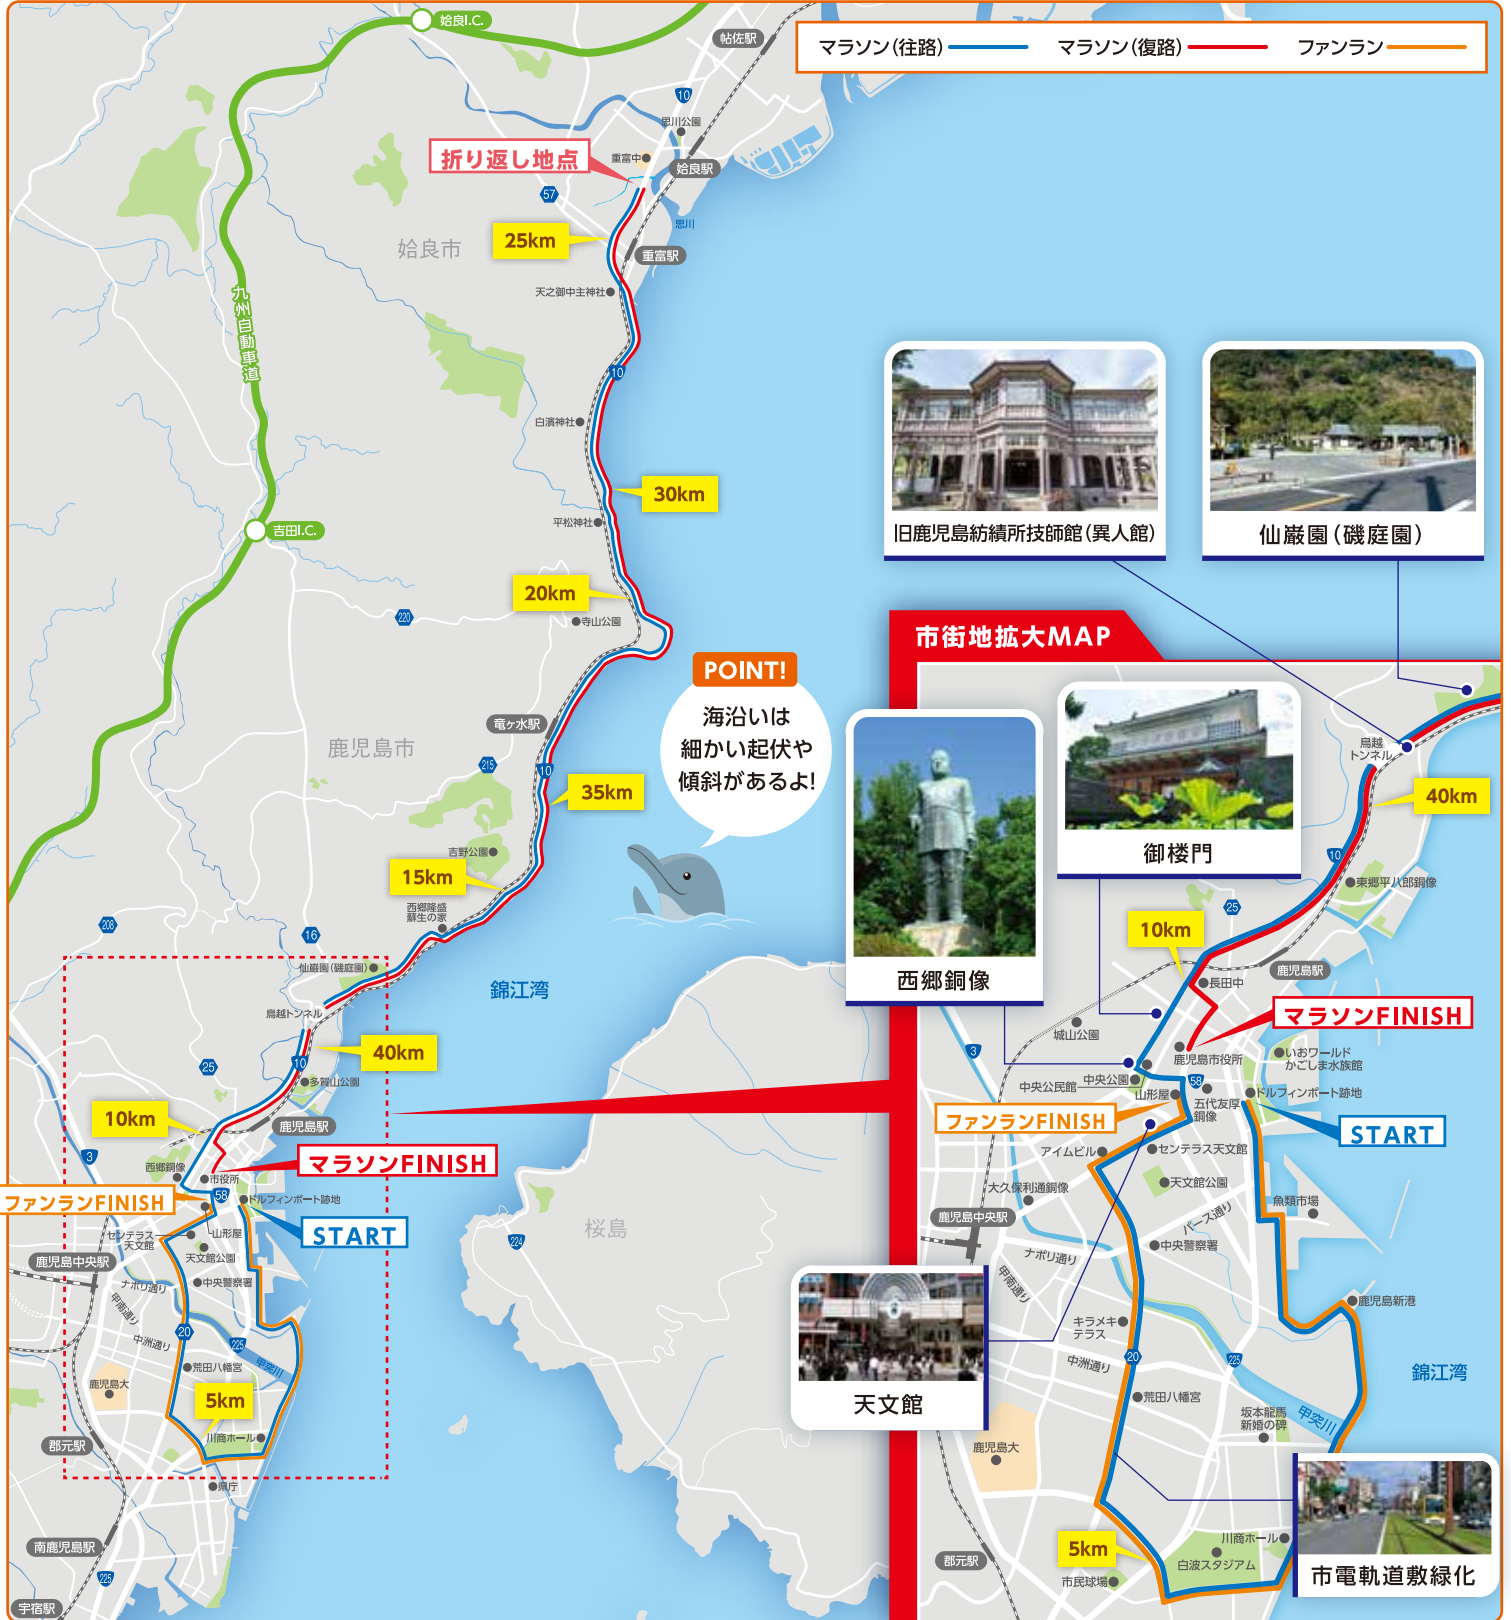 マラソン(往路)
マラソン(復路)
ファンラン
姶良I.C.
帖佐駅
10
思川公園
重富中
姶良駅
折り返し地点
57
思川
25km
重富駅
姶良市
天之御中主神社
九州自動車道
10
白濱神社
30km
平松神社
吉田I.C.
20km
220
寺山公園
旧鹿児島紡績所技師館(異人館)
仙巌園(磯庭園)
POINT!
海沿いは
細かい起伏や
傾斜があるよ!
竜ヶ水駅
鹿児島市
215
10
35km
吉野公園
15km
西郷隆盛
蘇生の家
208
16
仙巌園(磯庭園)
錦江湾
鳥越トンネル
40km
25
10
多賀山公園
10km
鹿児島駅
3
西郷銅像
市役所
マラソンFINISH
ファンランFINISH
58
ドルフィンポート跡地
START
センテラス
天文館
山形屋
天文館公園
鹿児島中央駅
ナポリ通り
中央警察署
甲南通り
中洲通り
20
225
甲突川
荒田八幡宮
鹿児島大
5km
川商ホール
郡元駅
県庁
南鹿児島駅
225
宇宿駅
桜島
224
市街地拡大MAP
西郷銅像
御楼門
鳥越
トンネル
40km
10
東郷平八郎銅像
25
10km
鹿児島駅
長田中
マラソンFINISH
城山公園
3
鹿児島市役所
いおワールド
かごしま水族館
中央公民館
中央公園
58
山形屋
五代友厚
銅像
ドルフィンポート跡地
ファンランFINISH
START
アイムビル
センテラス天文館
大久保利通銅像
天文館公園
魚類市場
鹿児島中央駅
パース通り
ナポリ通り
中央警察署
甲南通り
鹿児島新港
天文館
キラメキ
テラス
中洲通り
20
225
錦江湾
荒田八幡宮
坂本龍馬
新婚の碑
甲突川
鹿児島大
5km
川商ホール
白波スタジアム
郡元駅
市民球場
市電軌道敷緑化